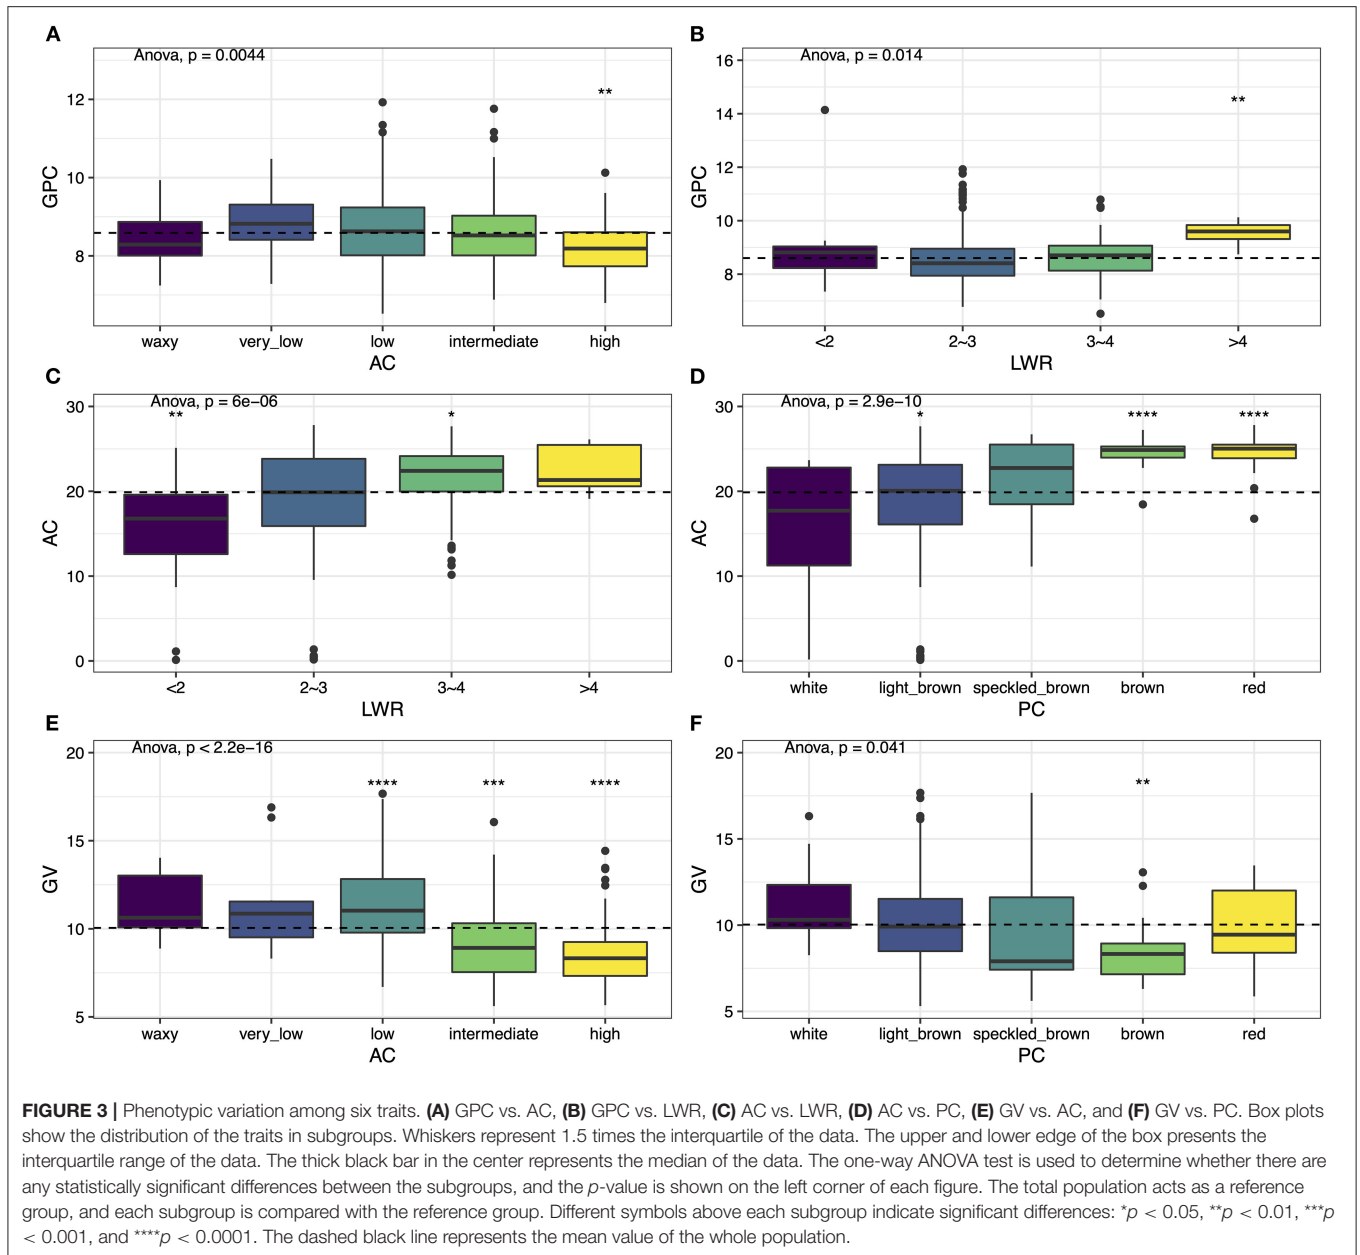 A
Anova, p = 0.0044
**
12
10
8
GPC
waxy very_low low intermediate high
AC
B
Anova, p = 0.014
**
16
14
12
10
8
GPC
<2 2~3 3~4 >4
LWR
C
Anova, p = 6e−06
** *
30
20
10
0
AC
<2 2~3 3~4 >4
LWR
D
Anova, p = 2.9e−10
* **** ****
30
20
10
0
AC
white light_brown speckled_brown brown red
PC
E
Anova, p < 2.2e−16
**** *** ****
20
15
10
5
GV
waxy very_low low intermediate high
AC
F
Anova, p = 0.041
**
20
15
10
5
GV
white light_brown speckled_brown brown red
PC
FIGURE 3 | Phenotypic variation among six traits. (A) GPC vs. AC, (B) GPC vs. LWR, (C) AC vs. LWR, (D) AC vs. PC, (E) GV vs. AC, and (F) GV vs. PC. Box plots
show the distribution of the traits in subgroups. Whiskers represent 1.5 times the interquartile of the data. The upper and lower edge of the box presents the
interquartile range of the data. The thick black bar in the center represents the median of the data. The one-way ANOVA test is used to determine whether there are
any statistically significant differences between the subgroups, and the p-value is shown on the left corner of each figure. The total population acts as a reference
group, and each subgroup is compared with the reference group. Different symbols above each subgroup indicate significant differences: *p < 0.05, **p < 0.01, ***p
< 0.001, and ****p < 0.0001. The dashed black line represents the mean value of the whole population.